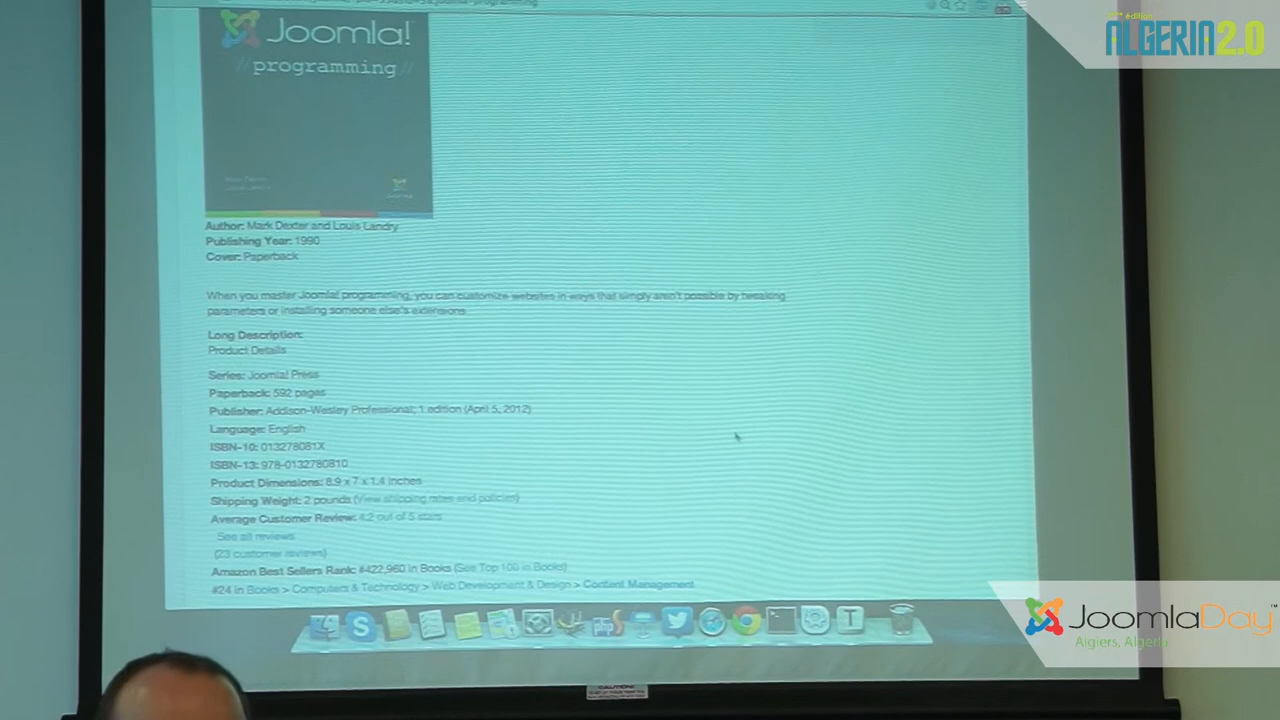 ALGERIA2.0
Joomla!
//programming//
Author: Mark Dexter and Louis Landry
Publishing Year: 1990
Cover: Paperback
When you master Joomla! programming, you can customize websites in ways that simply aren't possible by tweaking
parameters or installing someone else's extensions
Long Description:
Product Details
Series: Joomla! Press
Paperback: 592 pages
Publisher: Addison-Wesley Professional; 1 edition (April 5, 2012)
Language: English
ISBN-10: 013278081X
ISBN-13: 978-0132780810
Product Dimensions: 8.9 x 7 x 1.4 inches
Shipping Weight: 2 pounds (View shipping rates and policies)
Average Customer Review: 4.2 out of 5 stars
See all reviews
(23 customer reviews)
Amazon Best Sellers Rank: #422,960 in Books (See Top 100 in Books)
#24 in Books > Computers & Technology > Web Development & Design > Content Management
JoomlaDay™
Algiers, Algeria
CAUTION!